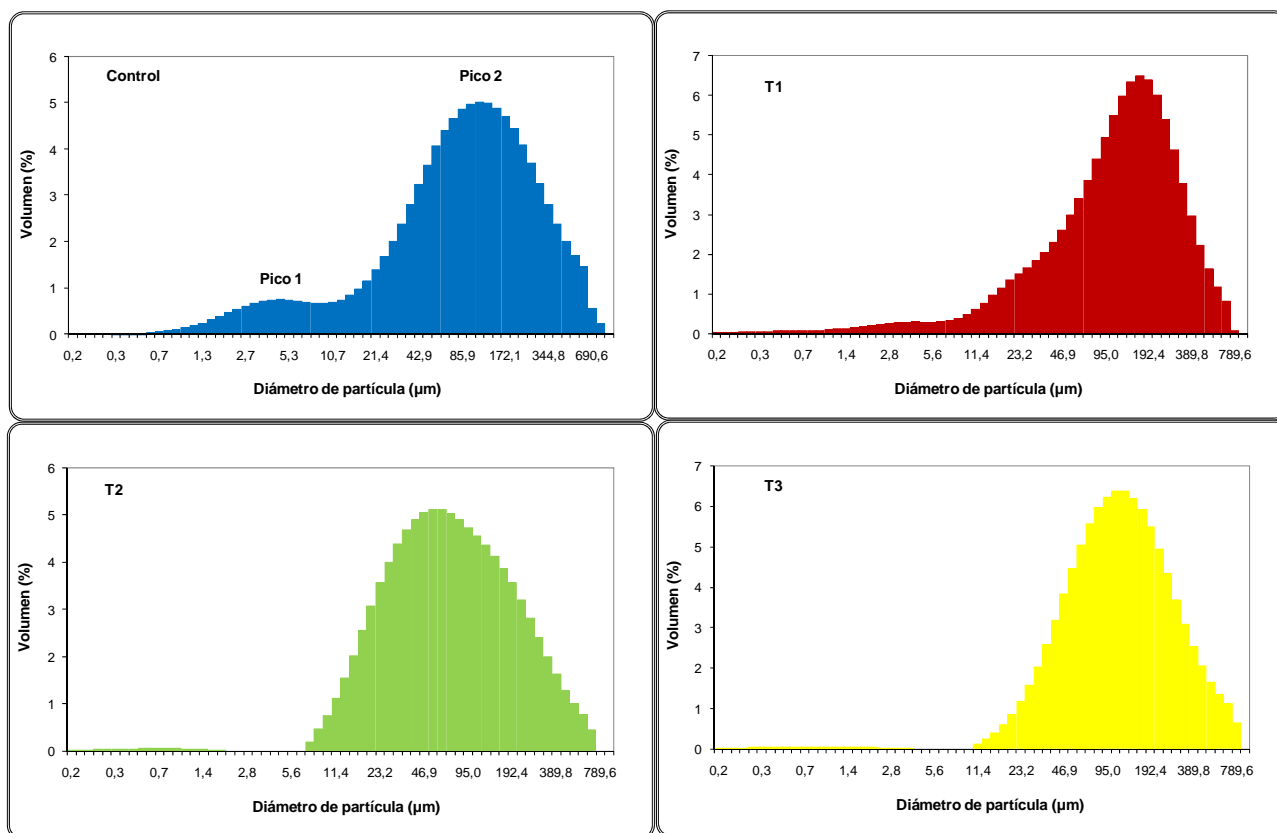 Control
Pico 2
Pico 1
Volumen (%)
6
5
4
3
2
1
0
0,2 0,3 0,7 1,3 2,7 5,3 10,7 21,4 42,9 85,9 172,1 344,8 690,6
Diámetro de partícula (µm)
T1
Volumen (%)
7
6
5
4
3
2
1
0
0,2 0,3 0,7 1,4 2,8 5,6 11,4 23,2 46,9 95,0 192,4 389,8 789,6
Diámetro de partícula (µm)
T2
Volumen (%)
6
5
4
3
2
1
0
0,2 0,3 0,7 1,4 2,8 5,6 11,4 23,2 46,9 95,0 192,4 389,8 789,6
Diámetro de partícula (µm)
T3
Volumen (%)
7
6
5
4
3
2
1
0
0,2 0,3 0,7 1,4 2,8 5,6 11,4 23,2 46,9 95,0 192,4 389,8 789,6
Diámetro de partícula (µm)